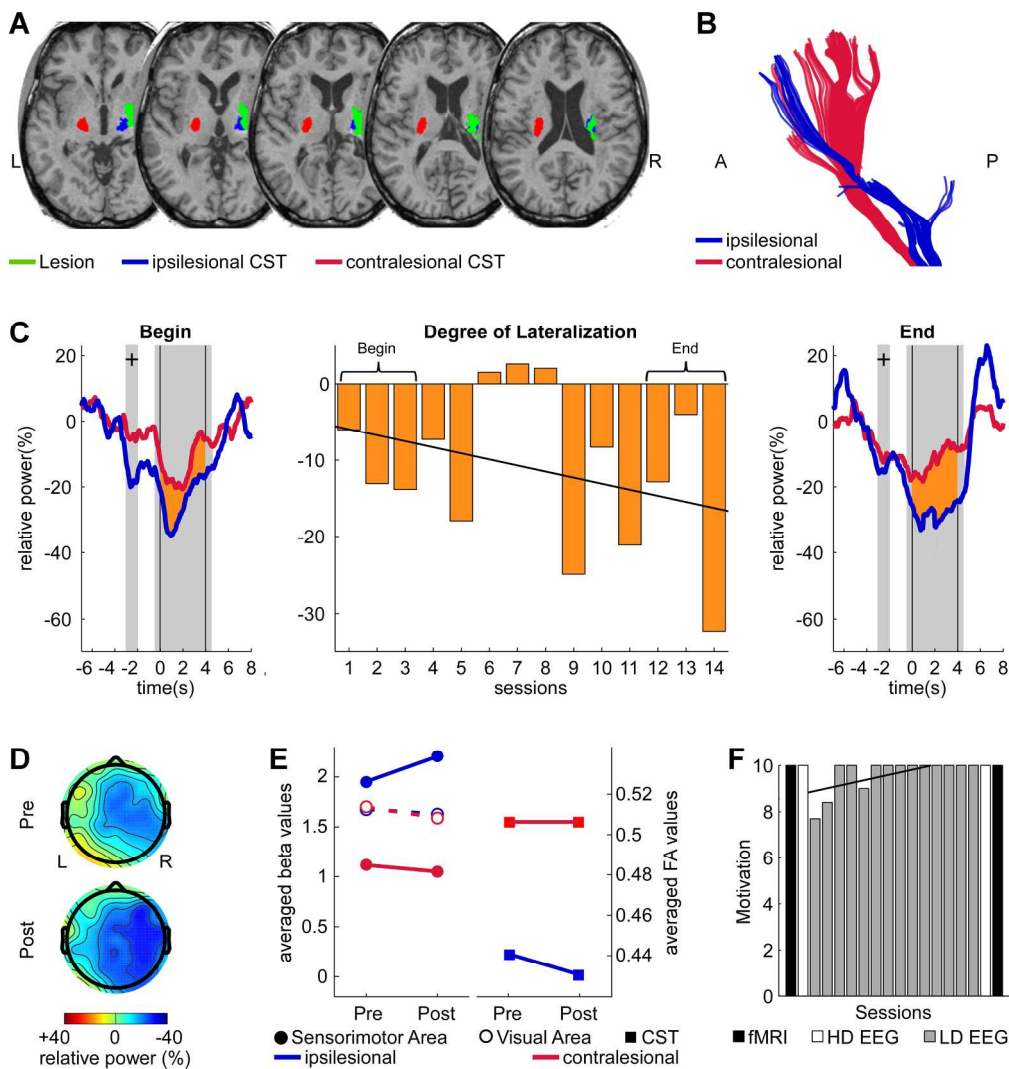 A
B
L
R
A
P
Lesion
ipsilesional CST
contralesional CST
ipsilesional
contralesional
C
Begin
Degree of Lateralization
End
relative power(%)
20
0
-20
-40
-60
+
-6 -4 -2 0 2 4 6 8
time(s)
Begin
End
0
-10
-20
-30
1 2 3 4 5 6 7 8 9 10 11 12 13 14
sessions
relative power(%)
20
0
-20
-40
-60
+
-6 -4 -2 0 2 4 6 8
time(s)
D
Pre
L
R
Post
+40 0 -40
relative power (%)
E
averaged beta values
2
1.5
1
0.5
0
averaged FA values
0.52
0.5
0.48
0.46
0.44
Pre Post Pre Post
Sensorimotor Area
Visual Area
CST
ipsilesional
contralesional
F
Motivation
10
8
6
4
2
0
Sessions
fMRI
HD EEG
LD EEG